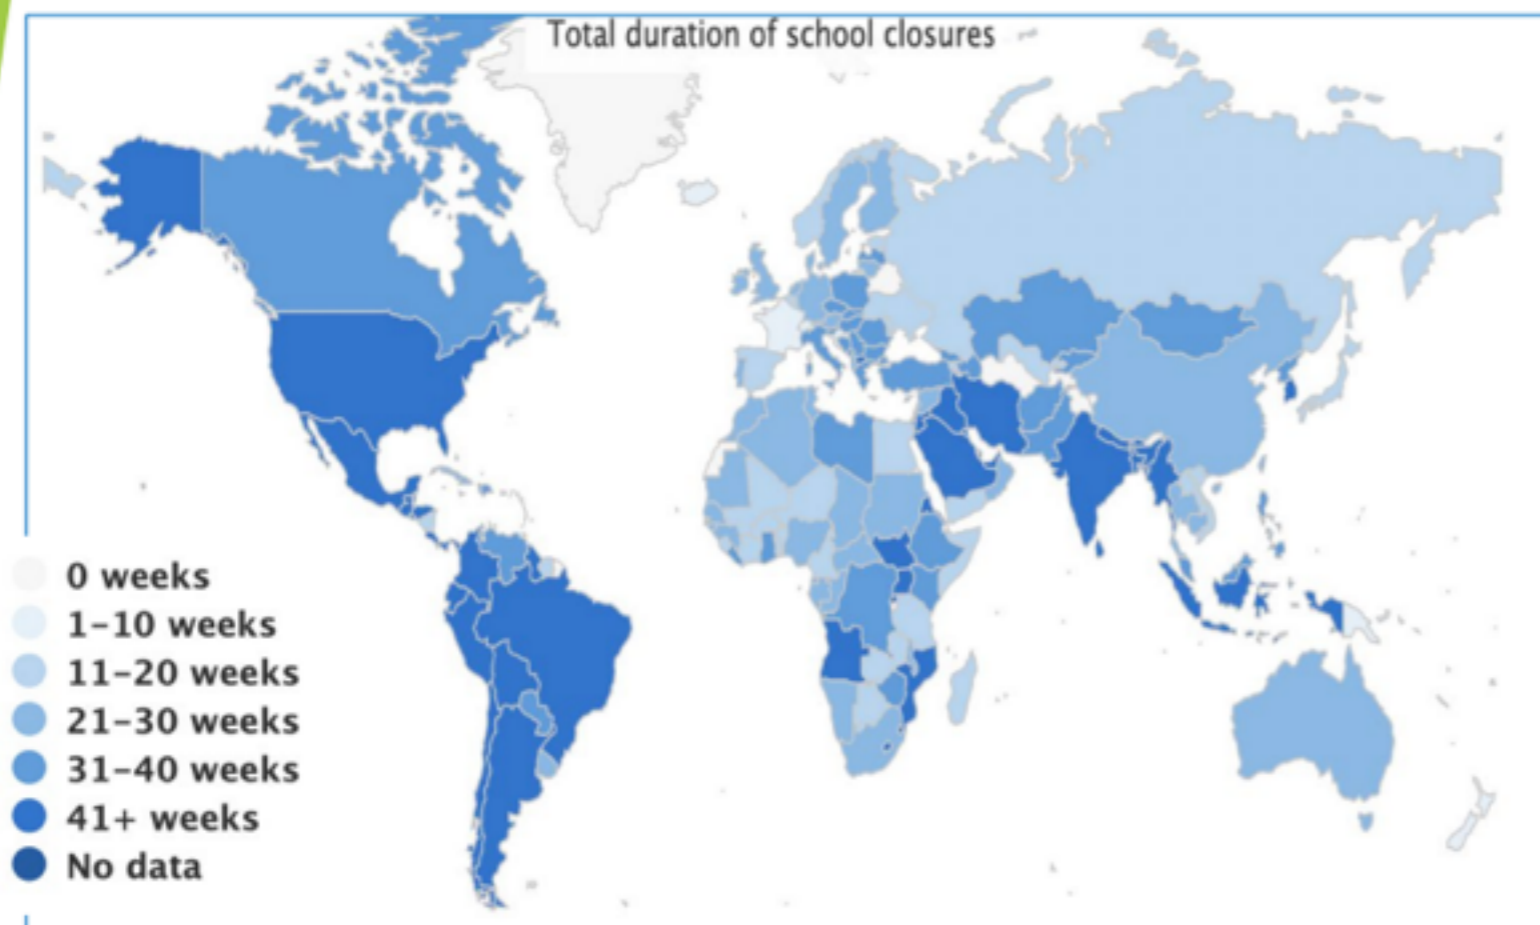 Total duration of school closures
0 weeks
1-10 weeks
11-20 weeks
21-30 weeks
31-40 weeks
41+ weeks
No data